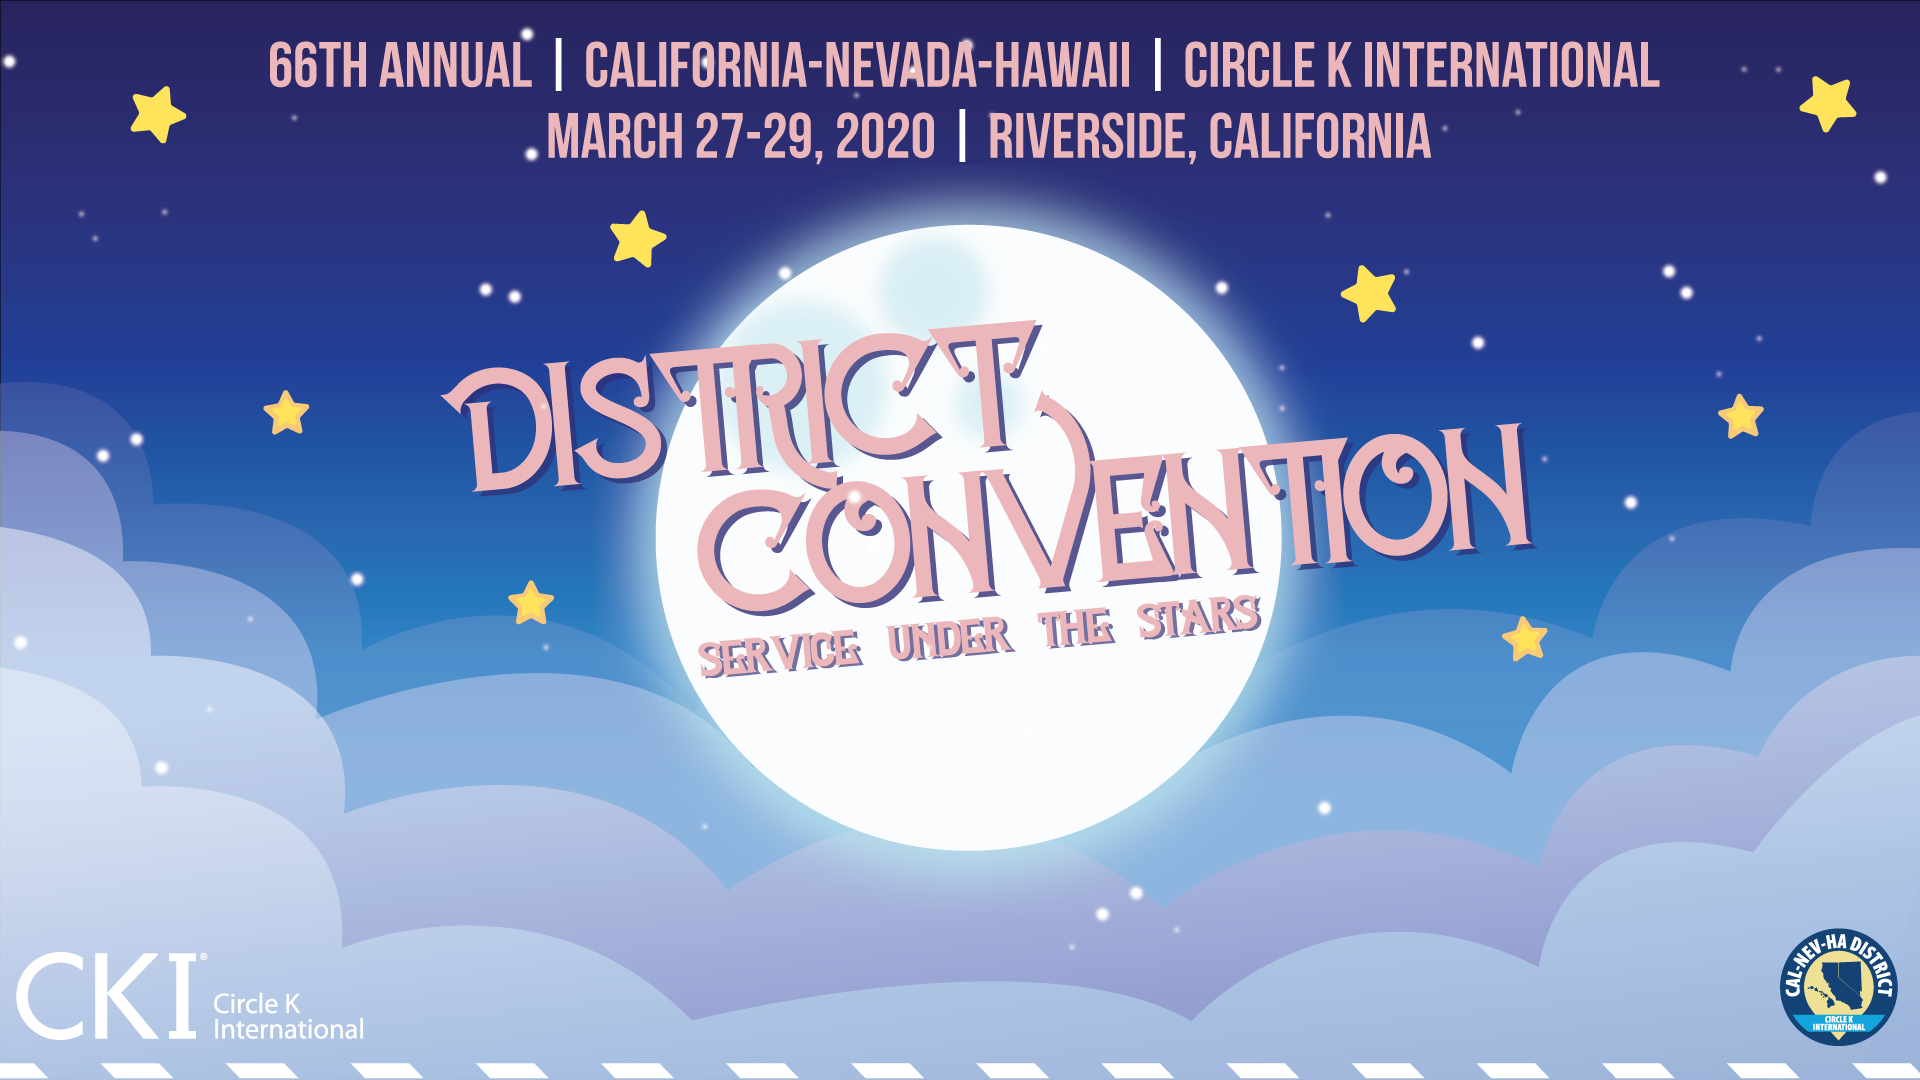 66TH ANNUAL | CALIFORNIA-NEVADA-HAWAII | CIRCLE K INTERNATIONAL
MARCH 27-29, 2020 | RIVERSIDE, CALIFORNIA
DISTRICT
CONVENTION
SERVICE UNDER THE STARS
CKI®
Circle K
International
CAL-NEV-HA DISTRICT
CIRCLE K
INTERNATIONAL